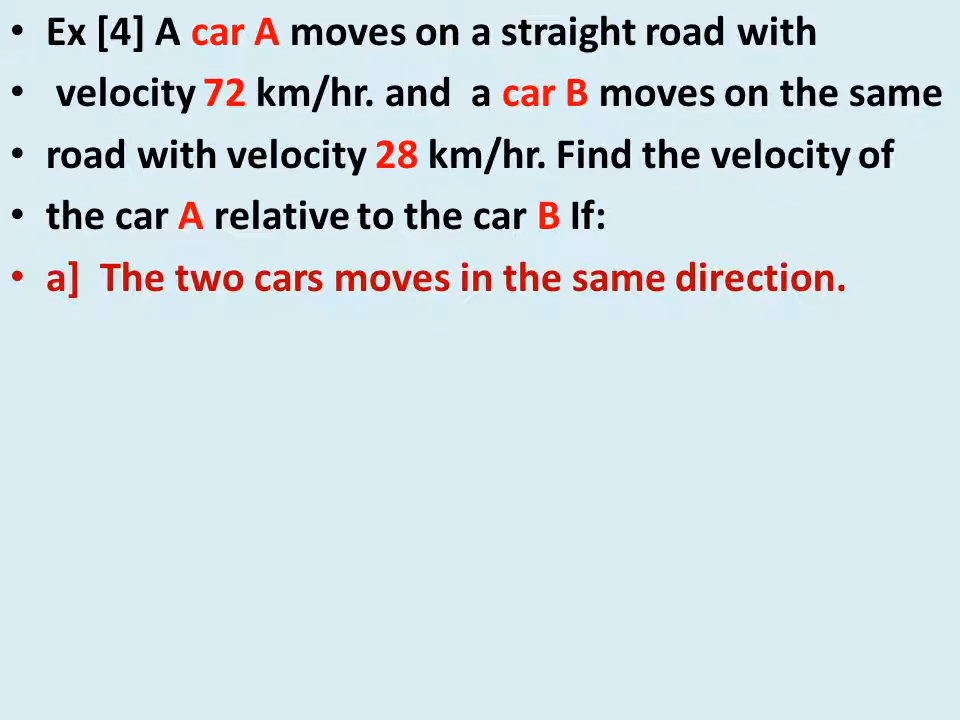 • Ex [4] A car A moves on a straight road with
• velocity 72 km/hr. and a car B moves on the same
• road with velocity 28 km/hr. Find the velocity of
• the car A relative to the car B If:
• a] The two cars moves in the same direction.